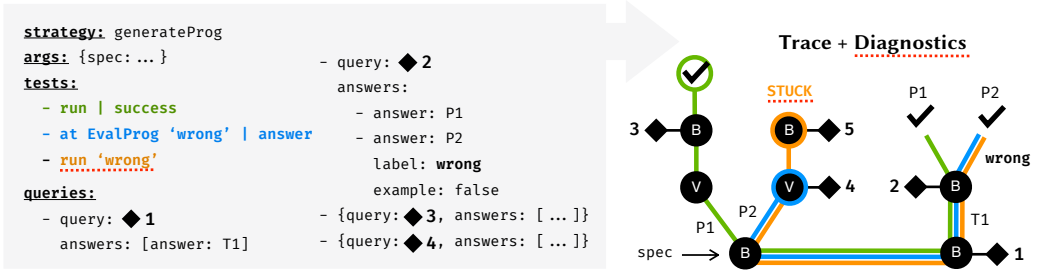 strategy: generateProg
args: {spec: ... }
tests:
- run | success
- at EvalProg ‘wrong’ | answer
- run ‘wrong’
queries:
- query: ◆ 1
answers: [answer: T1]
- query: ◆ 2
answers:
- answer: P1
- answer: P2
label: wrong
example: false
- {query: ◆ 3, answers: [ ... ]}
- {query: ◆ 4, answers: [ ... ]}
Trace + Diagnostics
STUCK
P1
P2
3
B
B
5
wrong
V
V
4
2
B
P1
P2
T1
spec
B
B
1